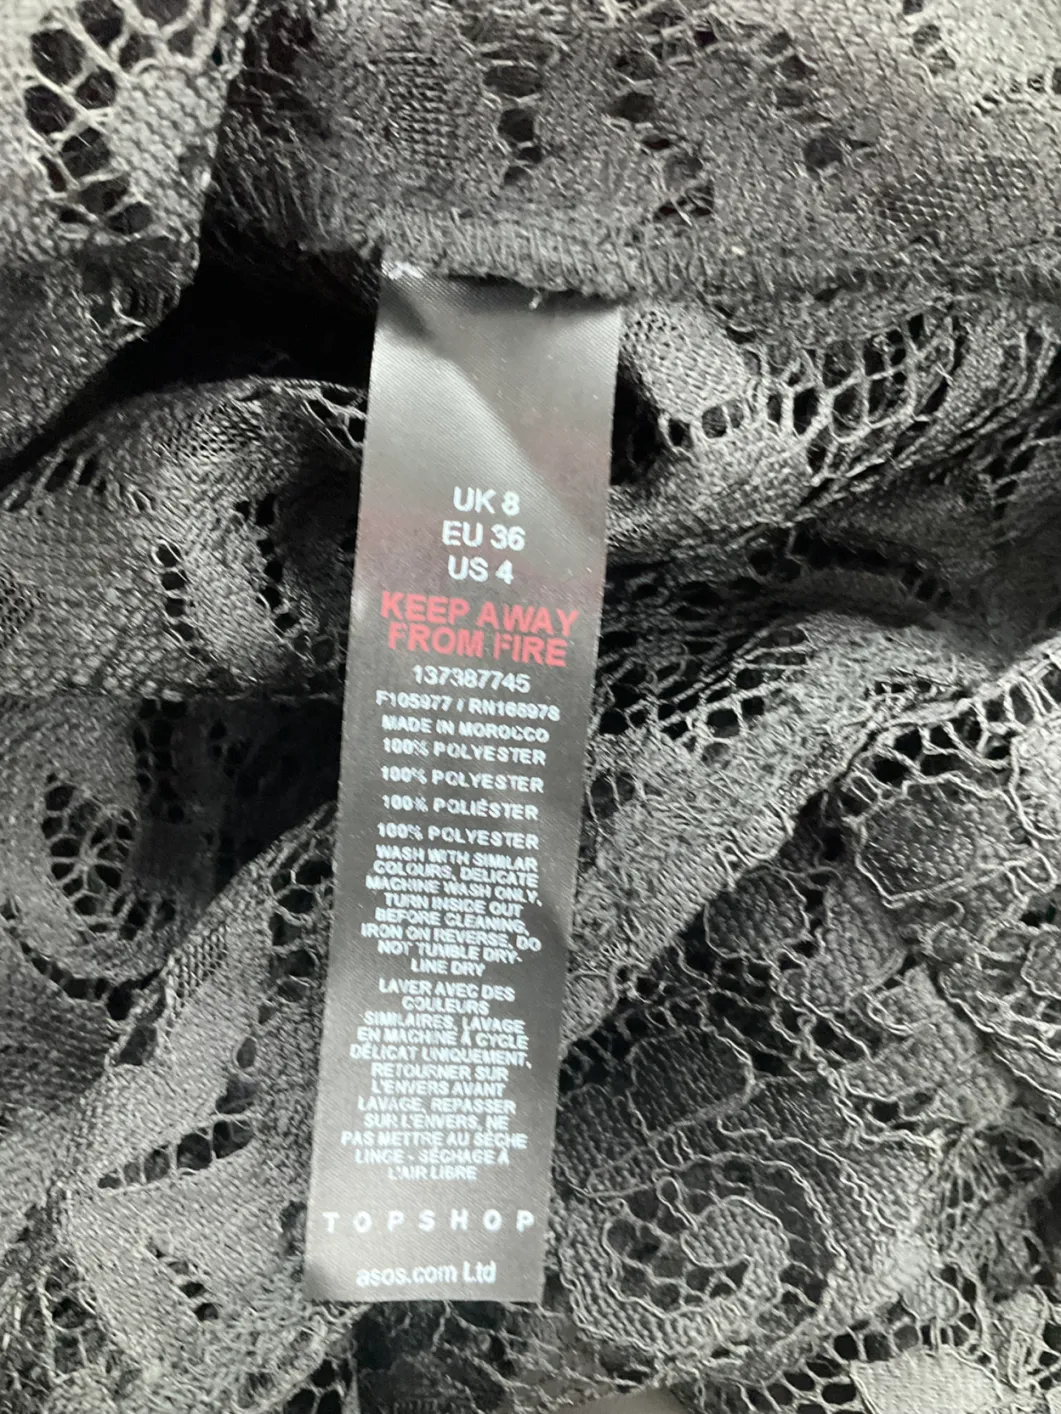 UK 8
EU 36
US 4
KEEP AWAY
FROM FIRE
137387745
F105977 / RN166978
MADE IN MOROCCO
100% POLYESTER
100% POLYESTER
100% POLIÉSTER
100% POLYESTER
WASH WITH SIMILAR
COLOURS, DELICATE
MACHINE WASH ONLY,
TURN INSIDE OUT
BEFORE CLEANING,
IRON ON REVERSE, DO
NOT TUMBLE DRY-
LINE DRY
LAVER AVEC DES
COULEURS
SIMILAIRES, LAVAGE
EN MACHINE À CYCLE
DÉLICAT UNIQUEMENT,
RETOURNER SUR
L'ENVERS AVANT
LAVAGE, REPASSER
SUR L'ENVERS, NE
PAS METTRE AU SÈCHE
LINGE - SÉCHAGE À
L'AIR LIBRE
TOPSHOP
asos.com Ltd